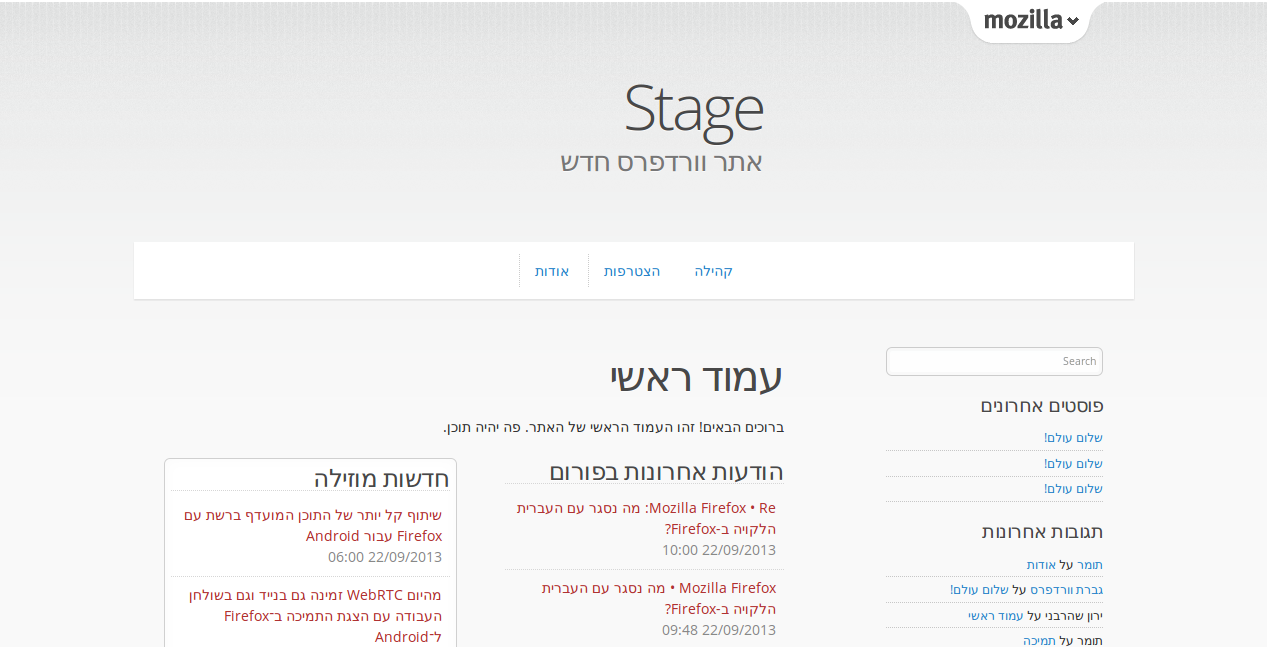 mozilla
Stage
אתר וורדפרס חדש
קהילה
הצטרפות
אודות
Search
פוסטים אחרונים
שלום עולם!
שלום עולם!
שלום עולם!
תגובות אחרונות
תומר על אודות
גברת וורדפרס על שלום עולם!
ירון שהרבני על עמוד ראשי
תומר על תמיכה
עמוד ראשי
ברוכים הבאים! זהו העמוד הראשי של האתר. פה יהיה תוכן.
הודעות אחרונות בפורום
Mozilla Firefox • Re: מה נסגר עם העברית
הלקויה ב-Firefox?
22/09/2013 10:00
Mozilla Firefox • מה נסגר עם העברית
הלקויה ב-Firefox?
22/09/2013 09:48
חדשות מוזילה
שיתוף קל יותר של התוכן המועדף ברשת עם
Firefox עבור Android
22/09/2013 06:00
מהיום WebRTC זמינה גם בנייד וגם בשולחן
העבודה עם הצגת התמיכה ב־Firefox
ל־Android